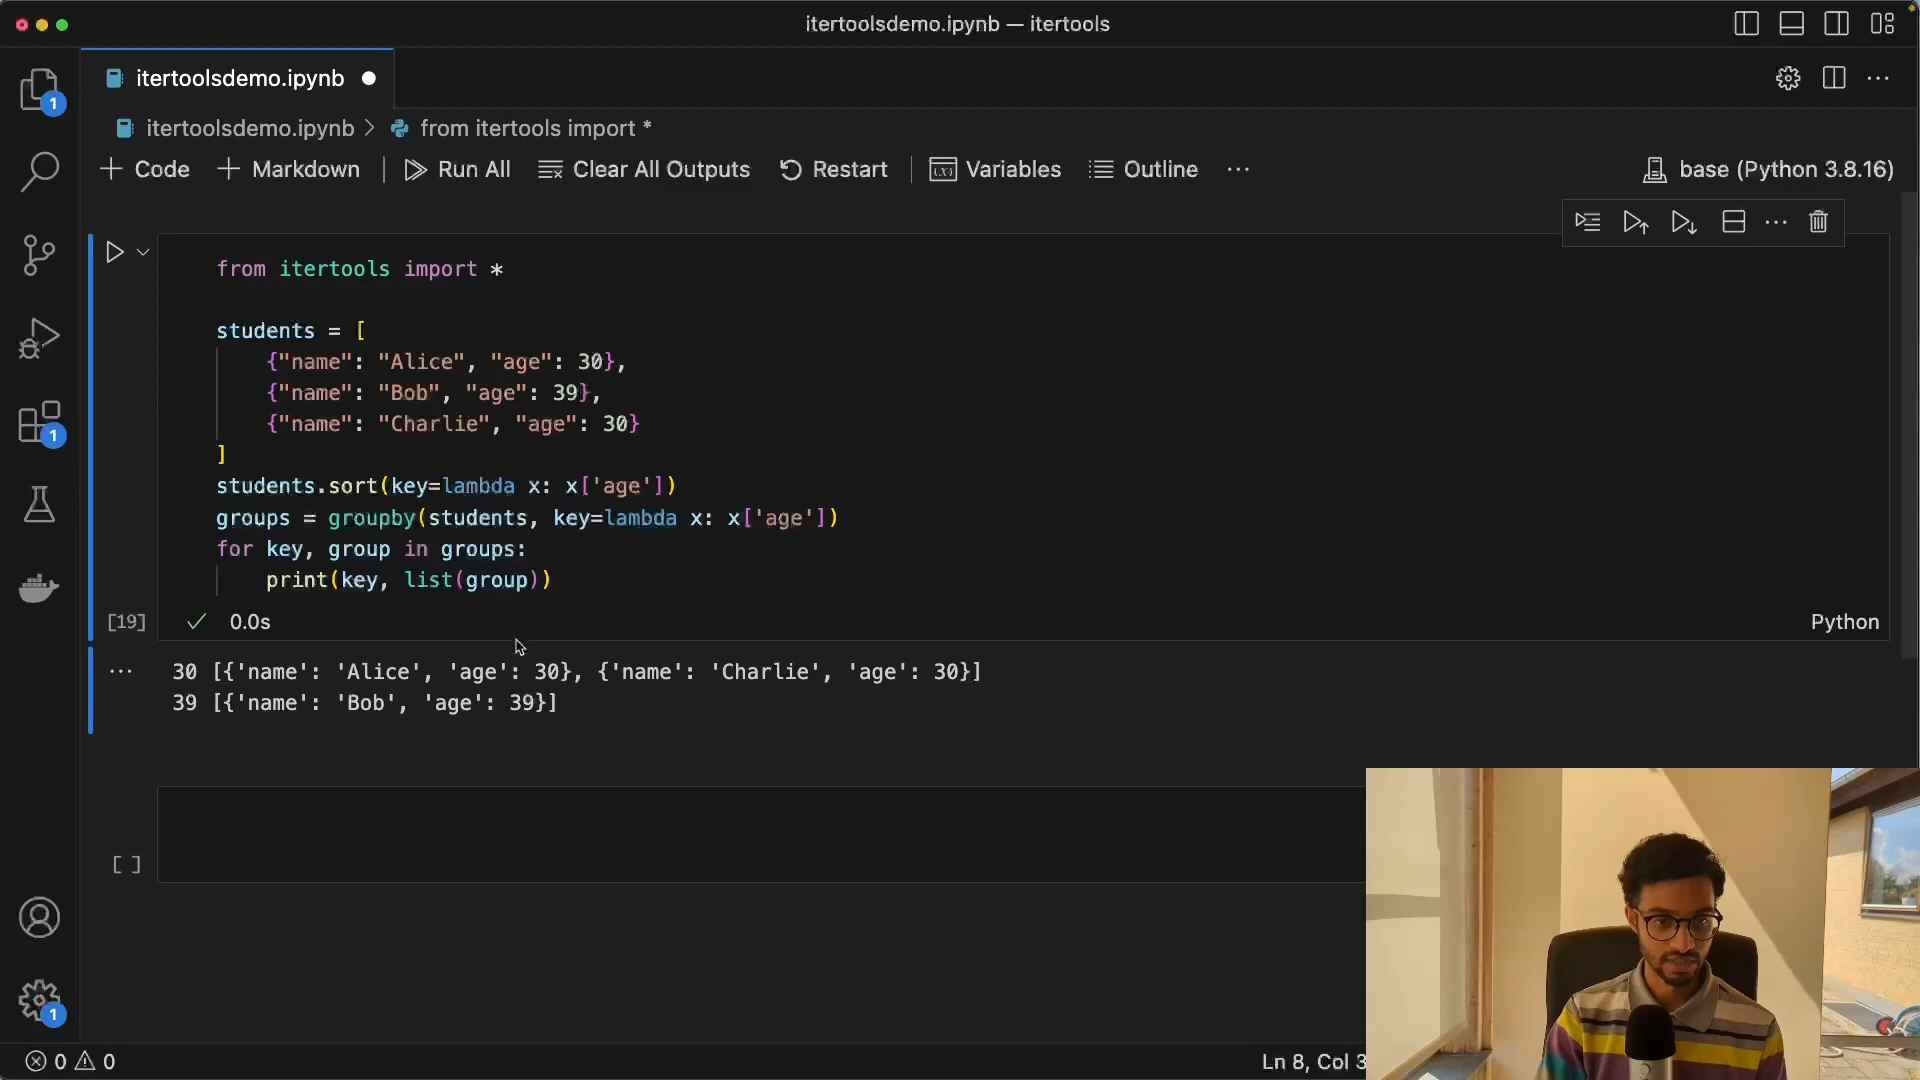 itertoolsdemo.ipynb — itertools
itertoolsdemo.ipynb
itertoolsdemo.ipynb > from itertools import *
+ Code + Markdown Run All Clear All Outputs Restart Variables Outline ... base (Python 3.8.16)
from itertools import *
students = [
{"name": "Alice", "age": 30},
{"name": "Bob", "age": 39},
{"name": "Charlie", "age": 30}
]
students.sort(key=lambda x: x['age'])
groups = groupby(students, key=lambda x: x['age'])
for key, group in groups:
print(key, list(group))
[19] 0.0s Python
30 [{'name': 'Alice', 'age': 30}, {'name': 'Charlie', 'age': 30}]
39 [{'name': 'Bob', 'age': 39}]
[ ]
1
1
1
0 0 Ln 8, Col 3